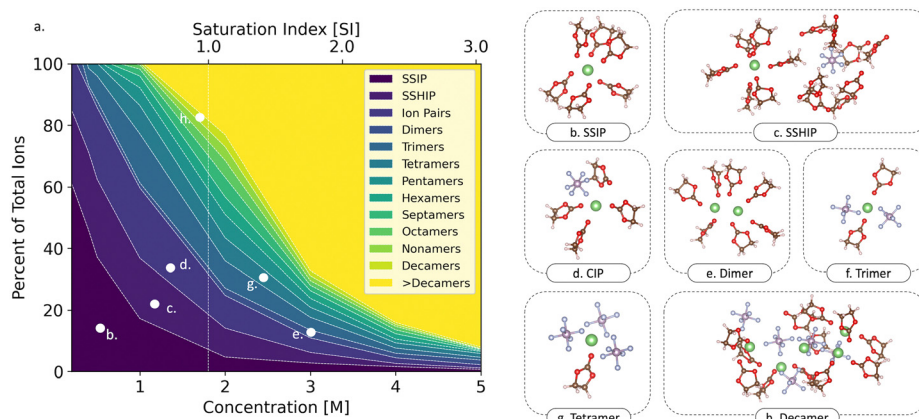 a.
Saturation Index [SI]
1.0 2.0 3.0
100
80
60
40
20
0
Percent of Total Ions
1 2 3 4 5
Concentration [M]
SSIP
SSHIP
Ion Pairs
Dimers
Trimers
Tetramers
Pentamers
Hexamers
Septamers
Octamers
Nonamers
Decamers
>Decamers
h.
d.
g.
c.
b.
e.
b. SSIP
c. SSHIP
d. CIP
e. Dimer
f. Trimer
g. Tetramer
h. Decamer